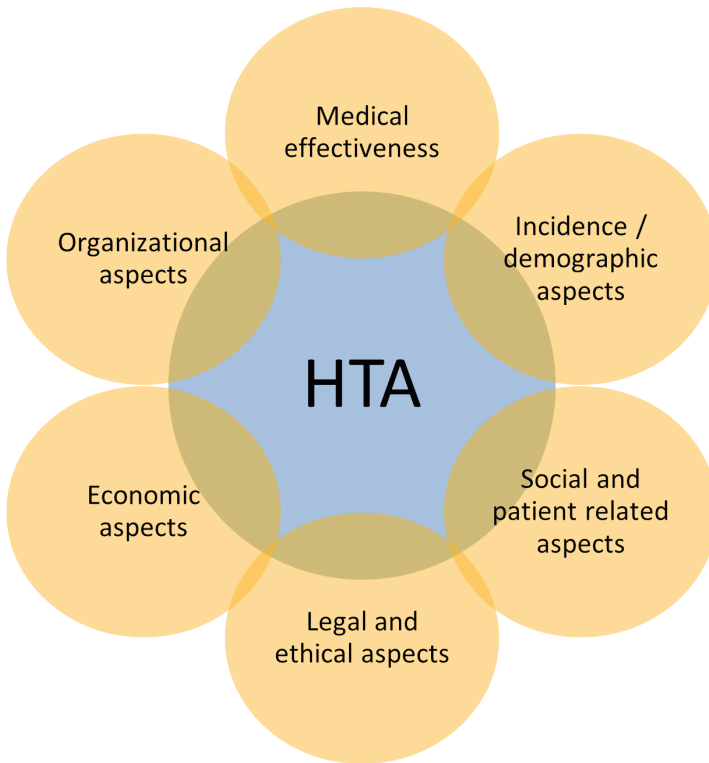 Medical
effectiveness
Incidence /
demographic
aspects
Social and
patient related
aspects
Legal and
ethical aspects
Economic
aspects
Organizational
aspects
HTA